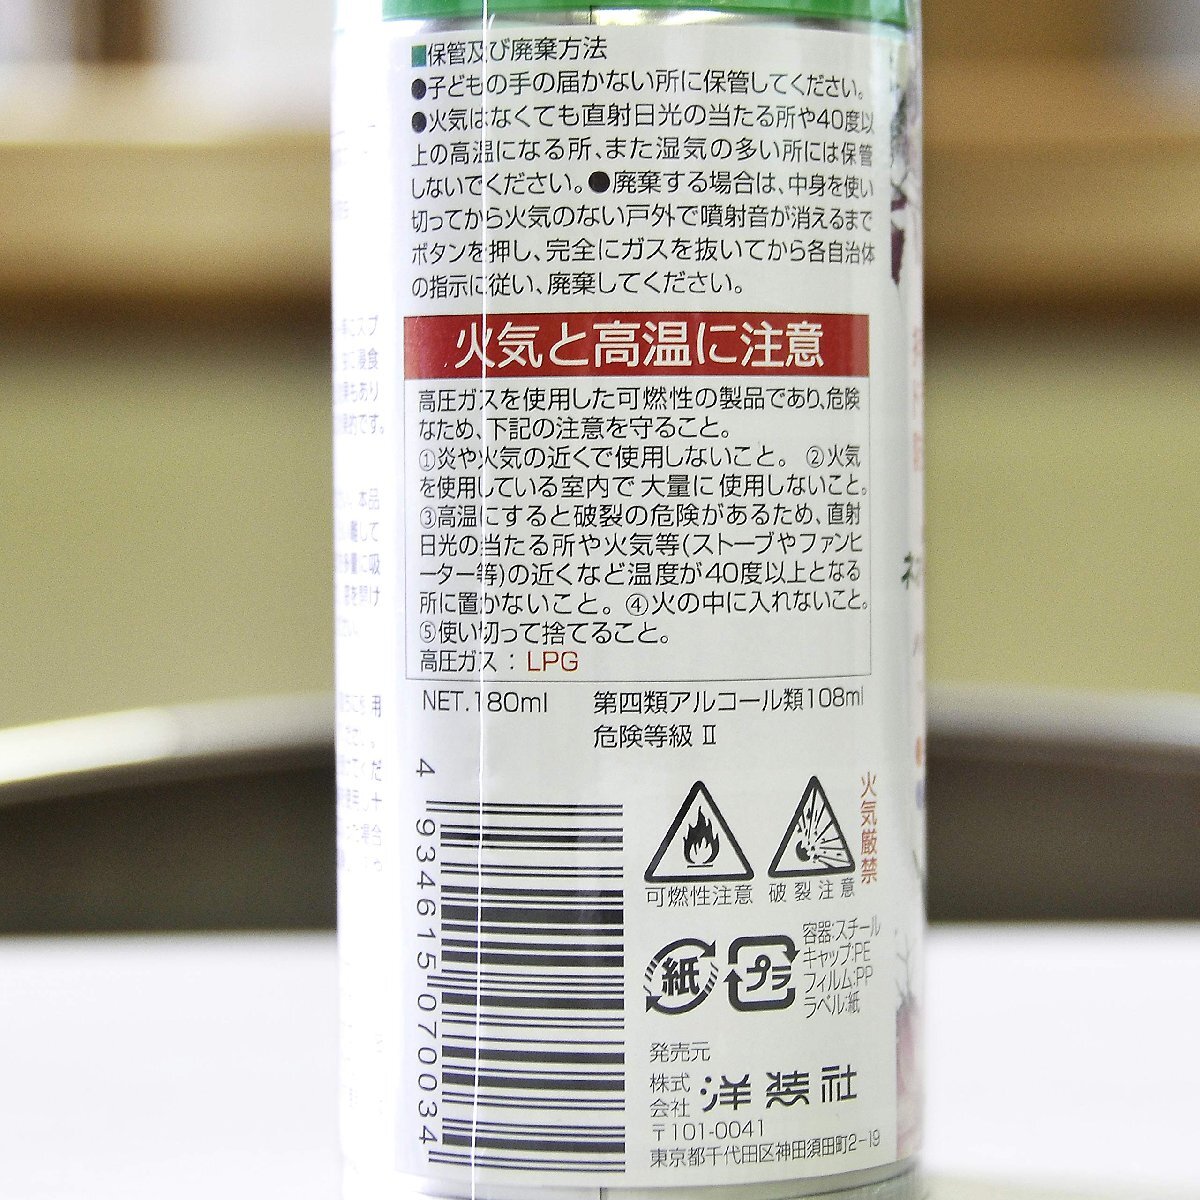 ■保管及び廃棄方法
●子どもの手の届かない所に保管してください。
●火気はなくても直射日光の当たる所や40度以
上の高温になる所、また湿気の多い所には保管
しないでください。●廃棄する場合は、中身を使い
切ってから火気のない戸外で噴射音が消えるまで
ボタンを押し、完全にガスを抜いてから各自治体
の指示に従い、廃棄してください。
火気と高温に注意
高圧ガスを使用した可燃性の製品であり、危険
なため、下記の注意を守ること。
①炎や火気の近くで使用しないこと。 ②火気
を使用している室内で大量に使用しないこと。
③高温にすると破裂の危険があるため、直射
日光の当たる所や火気等(ストーブやファンヒ
ーター等)の近くなど温度が40度以上となる
所に置かないこと。④火の中に入れないこと。
⑤使い切って捨てること。
高圧ガス：LPG
NET.180ml 第四類アルコール類108ml
危険等級 Ⅱ
4 934615 070034
火気厳禁
可燃性注意 破裂注意
紙 プラ
容器:スチール
キャップ:PE
フィルム:PP
ラベル:紙
発売元
株式会社 洋装社
〒101-0041
東京都千代田区神田須田町2-19